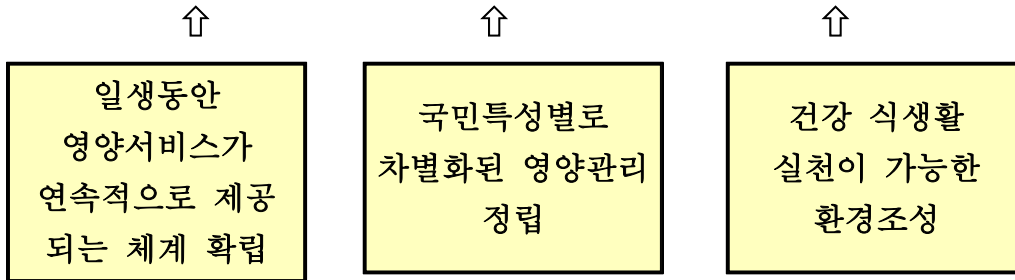 일생동안
영양서비스가
연속적으로 제공
되는 체계 확립
국민특성별로
차별화된 영양관리
정립
건강 식생활
실천이 가능한
환경조성